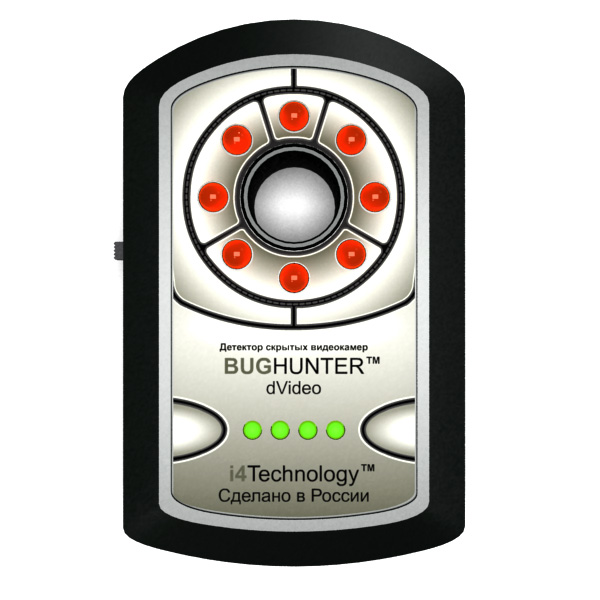 Детектор скрытых видеокамер
BUGHUNTER™
dVideo
i4Technology™
Сделано в России